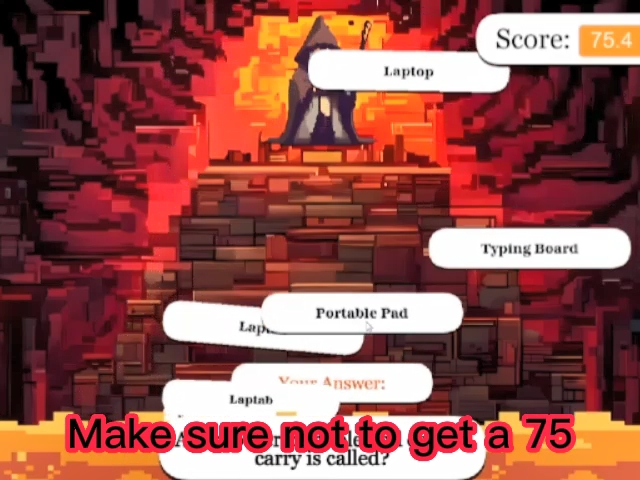 Score: 75.4
Laptop
Typing Board
Portable Pad
Your Answer:
Laptab
Make sure not to get a 75
carry is called?